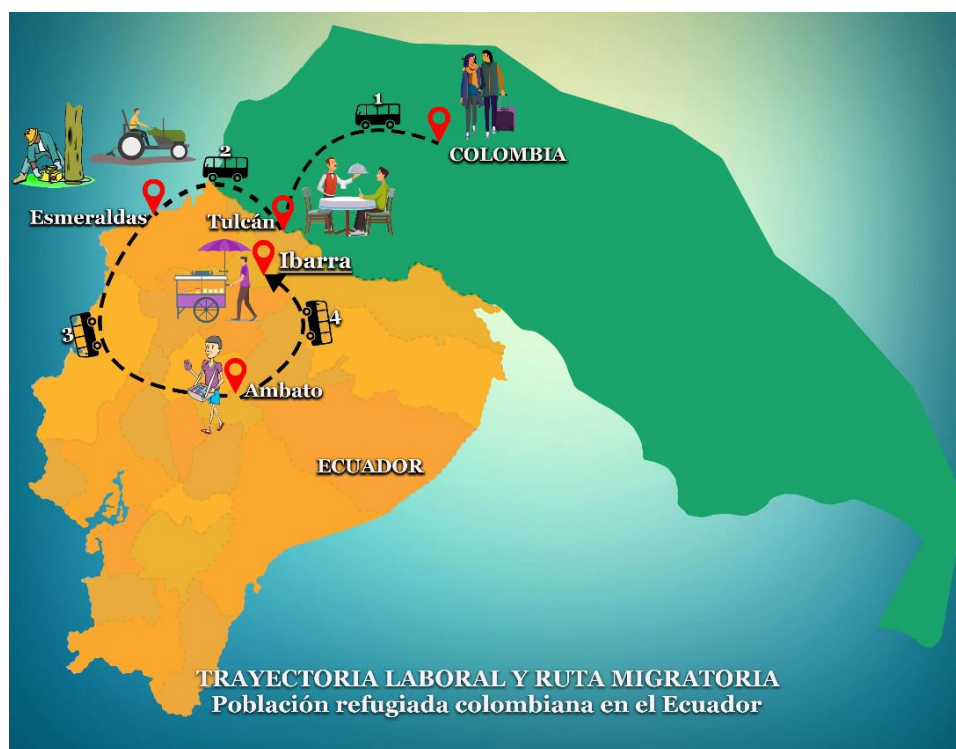 1
COLOMBIA
2
Esmeraldas
Tulcán
Ibarra
3
4
Ambato
ECUADOR
TRAYECTORIA LABORAL Y RUTA MIGRATORIA
Población refugiada colombiana en el Ecuador